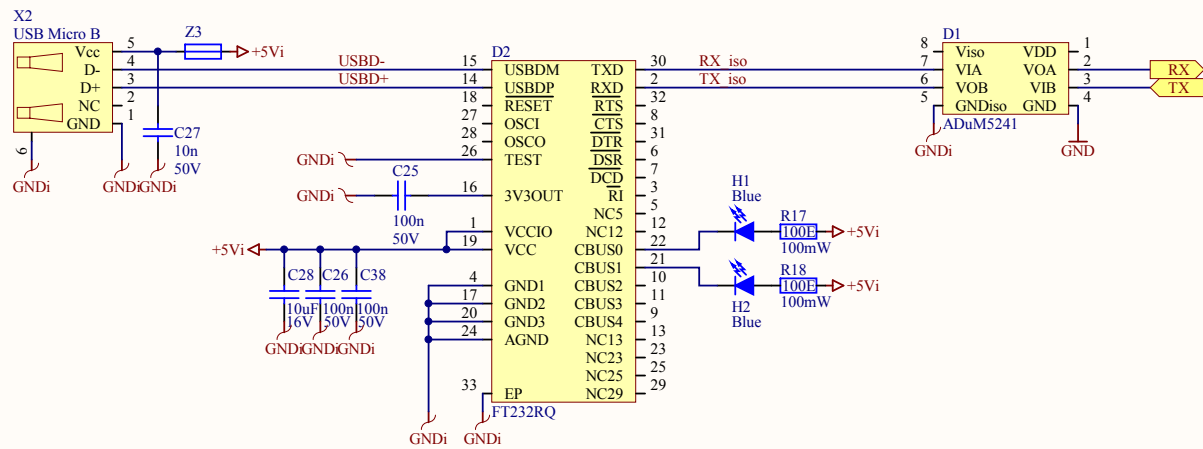 X2
USB Micro B
Vcc 5
D- 4
D+ 3
NC 2
GND 1
6
GNDi
GNDi
GNDi
Z3
+5Vi
C27
10n
50V
USBD-
USBD+
GNDi
GNDi
C25
100n
50V
+5Vi
C28
10uF
16V
C26
100n
50V
C38
100n
50V
GNDi
GNDi
GNDi
D2
15 USBDM
14 USBDP
18 RESET
27 OSCI
28 OSCO
26 TEST
16 3V3OUT
1 VCCIO
19 VCC
4 GND1
17 GND2
20 GND3
24 AGND
33 EP
TXD 30
RXD 2
RTS 32
CTS 8
DTR 31
DSR 6
DCD 7
RI 3
NC5 5
NC12 12
CBUS0 22
CBUS1 21
CBUS2 10
CBUS3 11
CBUS4 9
NC13 13
NC23 23
NC25 25
NC29 29
FT232RQ
GNDi
GNDi
RX_iso
TX_iso
H1
Blue
R17
100E
100mW
+5Vi
H2
Blue
R18
100E
100mW
+5Vi
D1
8 Viso
7 VIA
6 VOB
5 GNDiso
VDD 1
VOA 2
VIB 3
GND 4
ADuM5241
GNDi
GND
RX
TX